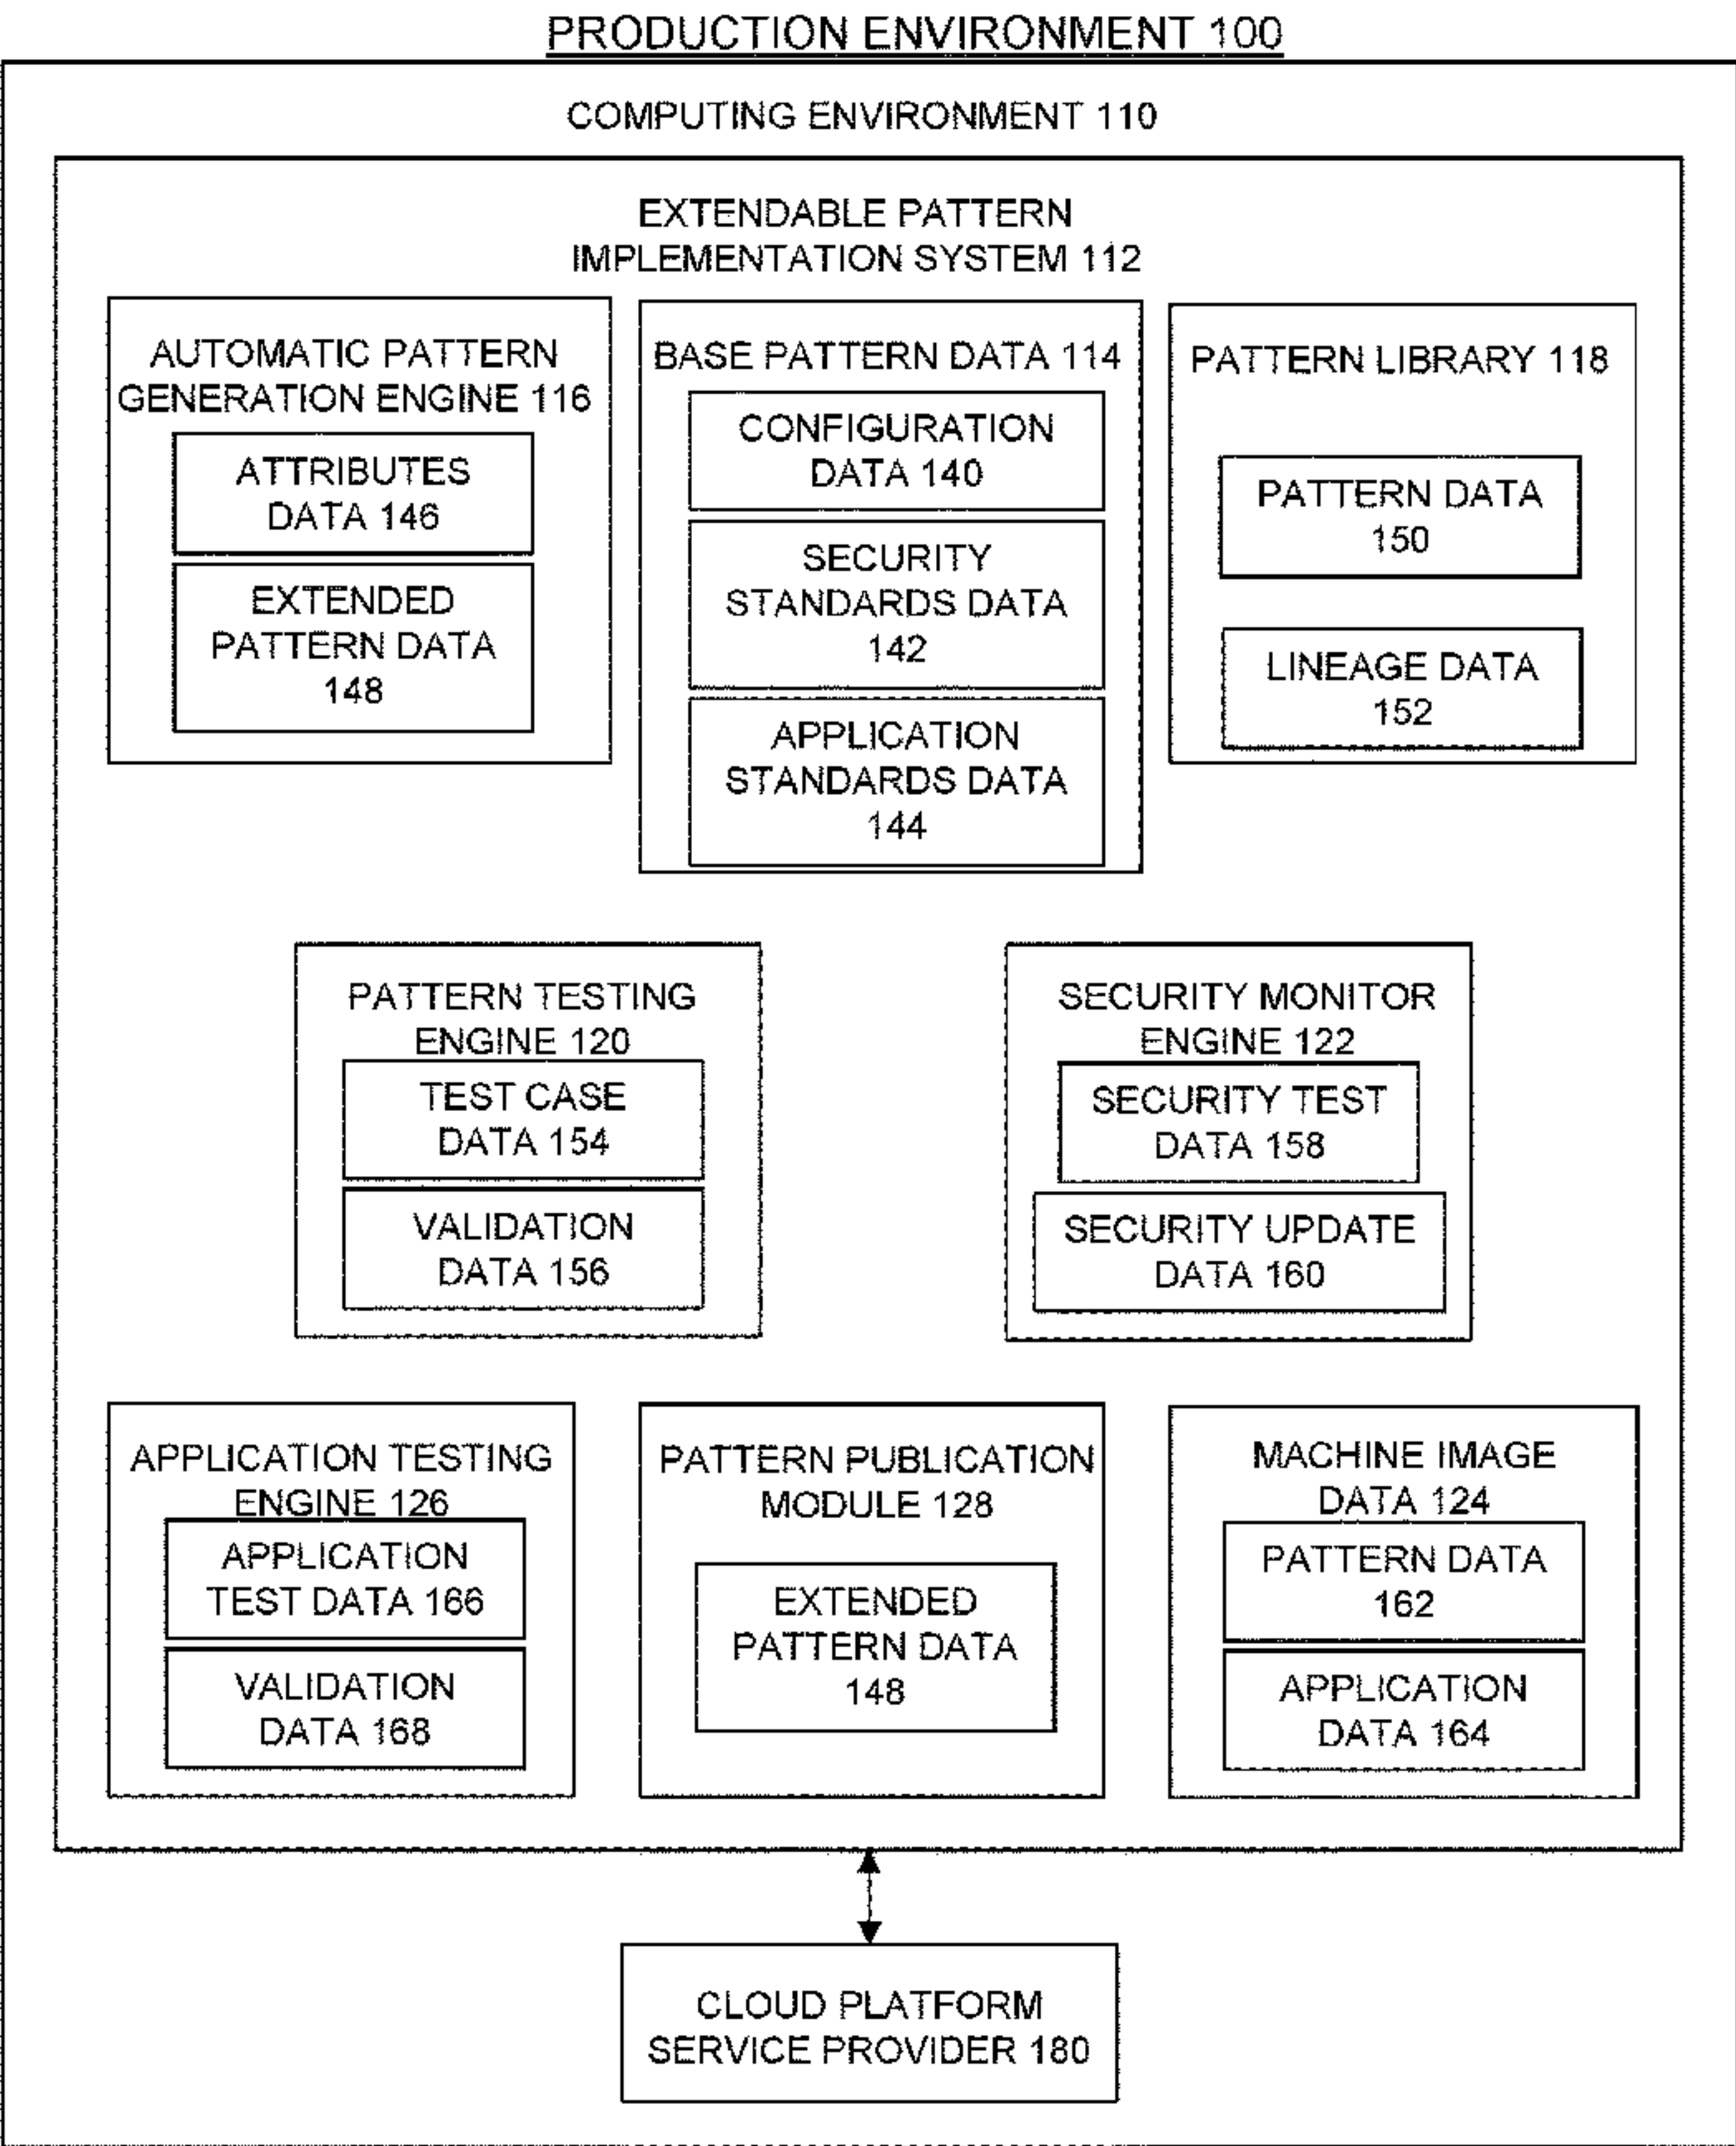 PRODUCTION ENVIRONMENT 100
COMPUTING ENVIRONMENT 110
EXTENDABLE PATTERN
IMPLEMENTATION SYSTEM 112
AUTOMATIC PATTERN
GENERATION ENGINE 116
ATTRIBUTES
DATA 146
EXTENDED
PATTERN DATA
148
BASE PATTERN DATA 114
CONFIGURATION
DATA 140
SECURITY
STANDARDS DATA
142
APPLICATION
STANDARDS DATA
144
PATTERN LIBRARY 118
PATTERN DATA
150
LINEAGE DATA
152
PATTERN TESTING
ENGINE 120
TEST CASE
DATA 154
VALIDATION
DATA 156
SECURITY MONITOR
ENGINE 122
SECURITY TEST
DATA 158
SECURITY UPDATE
DATA 160
APPLICATION TESTING
ENGINE 126
APPLICATION
TEST DATA 166
VALIDATION
DATA 168
PATTERN PUBLICATION
MODULE 128
EXTENDED
PATTERN DATA
148
MACHINE IMAGE
DATA 124
PATTERN DATA
162
APPLICATION
DATA 164
CLOUD PLATFORM
SERVICE PROVIDER 180